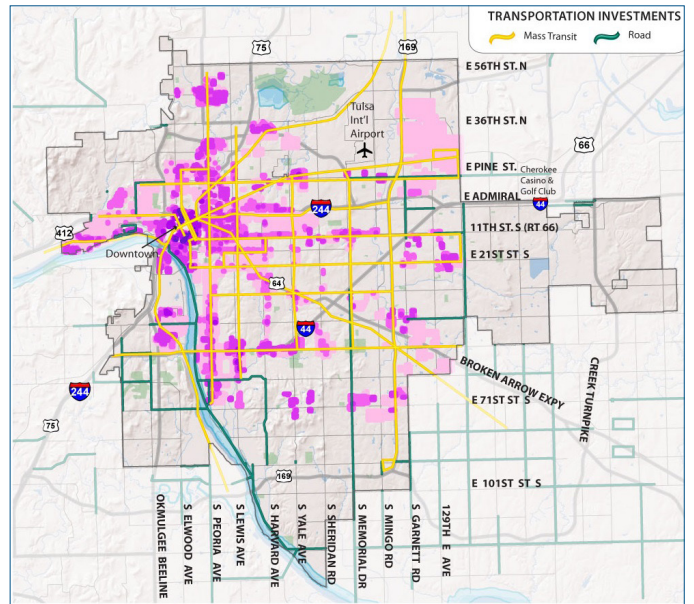 TRANSPORTATION INVESTMENTS
Mass Transit
Road
75
169
E 56TH ST. N
Tulsa
Int'l
Airport
E 36TH ST. N
66
E PINE ST.
Cherokee
Casino &
Golf Club
E ADMIRAL
44
244
412
11TH ST. S (RT 66)
Downtown
E 21ST ST S
64
44
BROKEN ARROW EXPY
CREEK TURNPIKE
244
E 71ST ST S
75
169
E 101ST ST S
OKMULGEE BEELINE
S ELWOOD AVE
S PEORIA AVE
S LEWIS AVE
S HARVARD AVE
S YALE AVE
S SHERIDAN RD
S MEMORIAL DR
S MINGO RD
S GARNETT RD
129TH E AVE